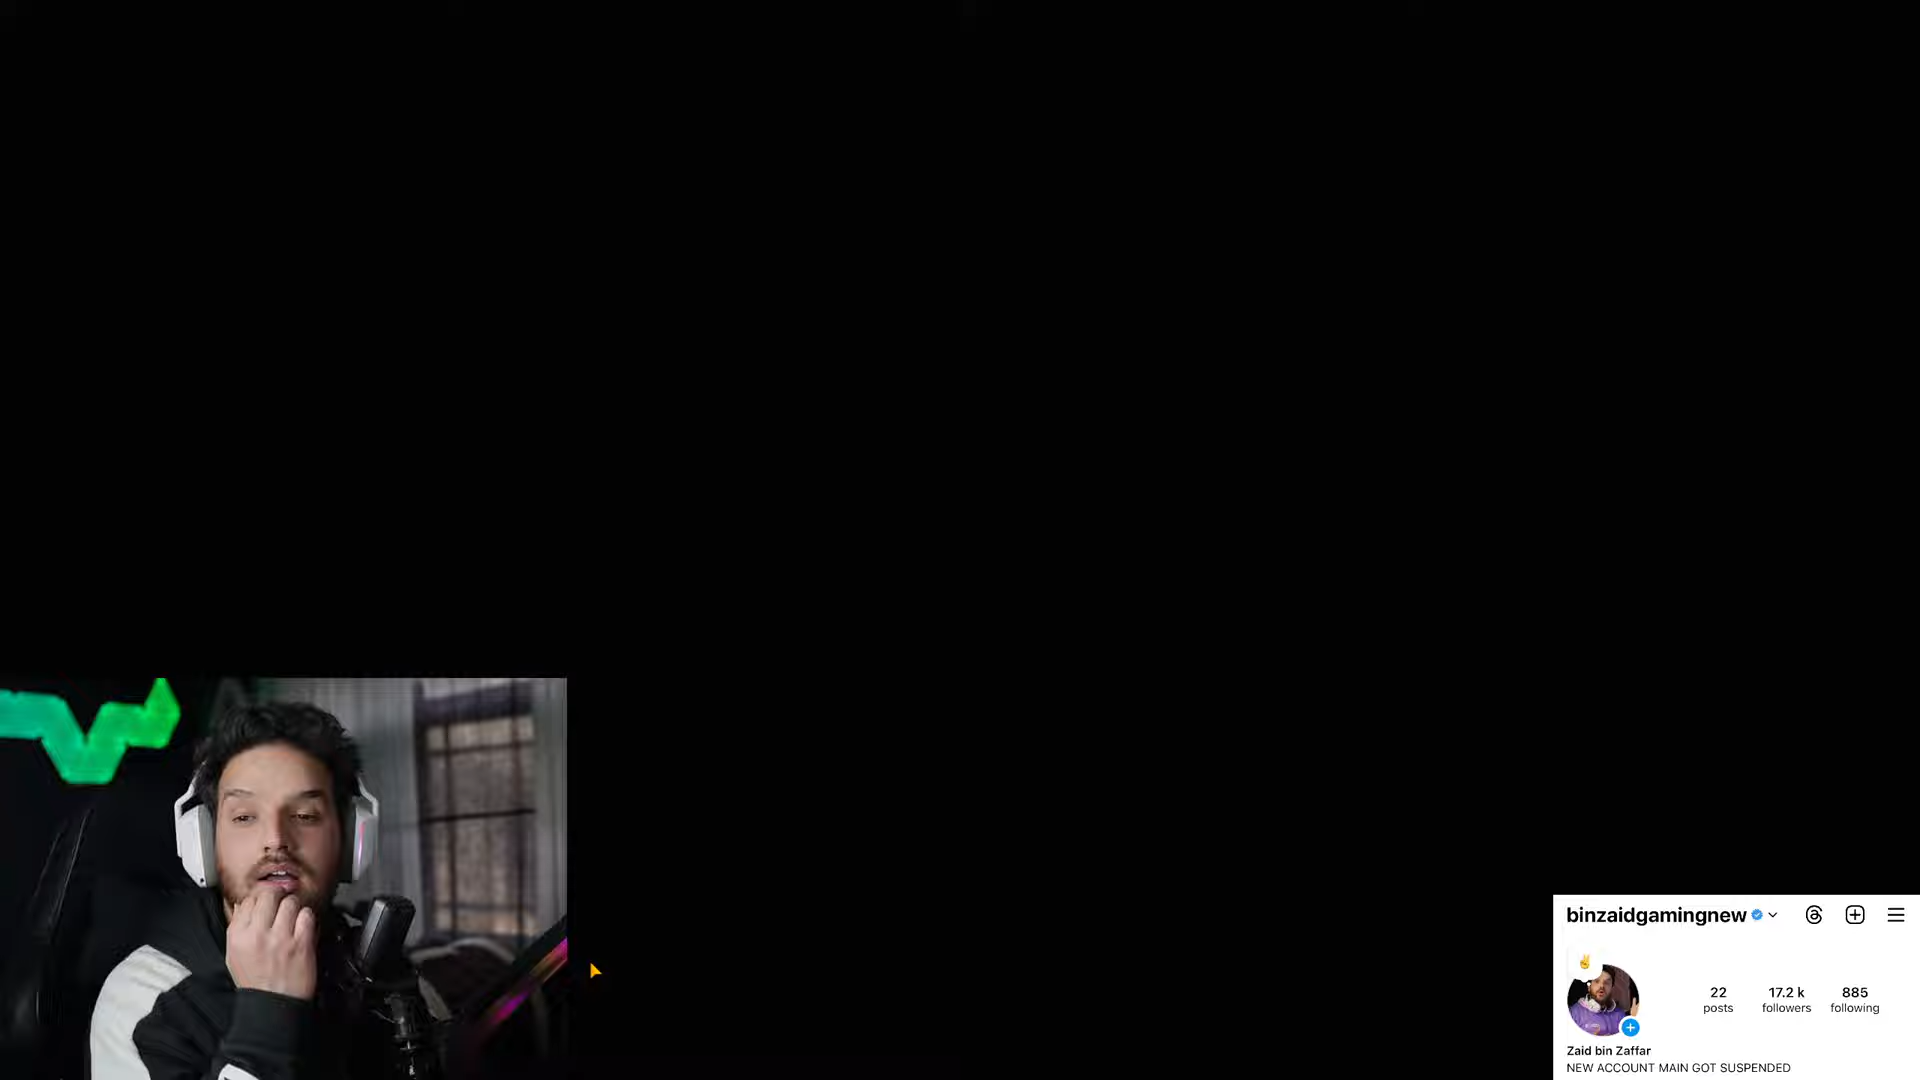 binzaidgamingnew
22 17.2 k 885
posts followers following
Zaid bin Zaffar
NEW ACCOUNT MAIN GOT SUSPENDED